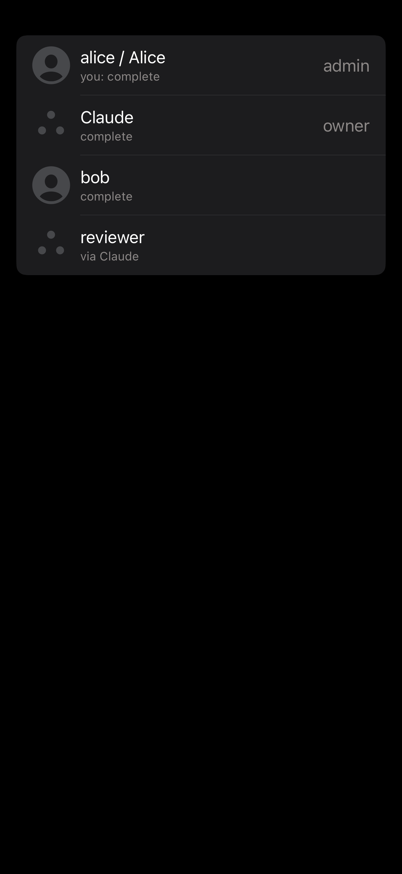 alice / Alice
you: complete
admin
Claude
complete
owner
bob
complete
reviewer
via Claude